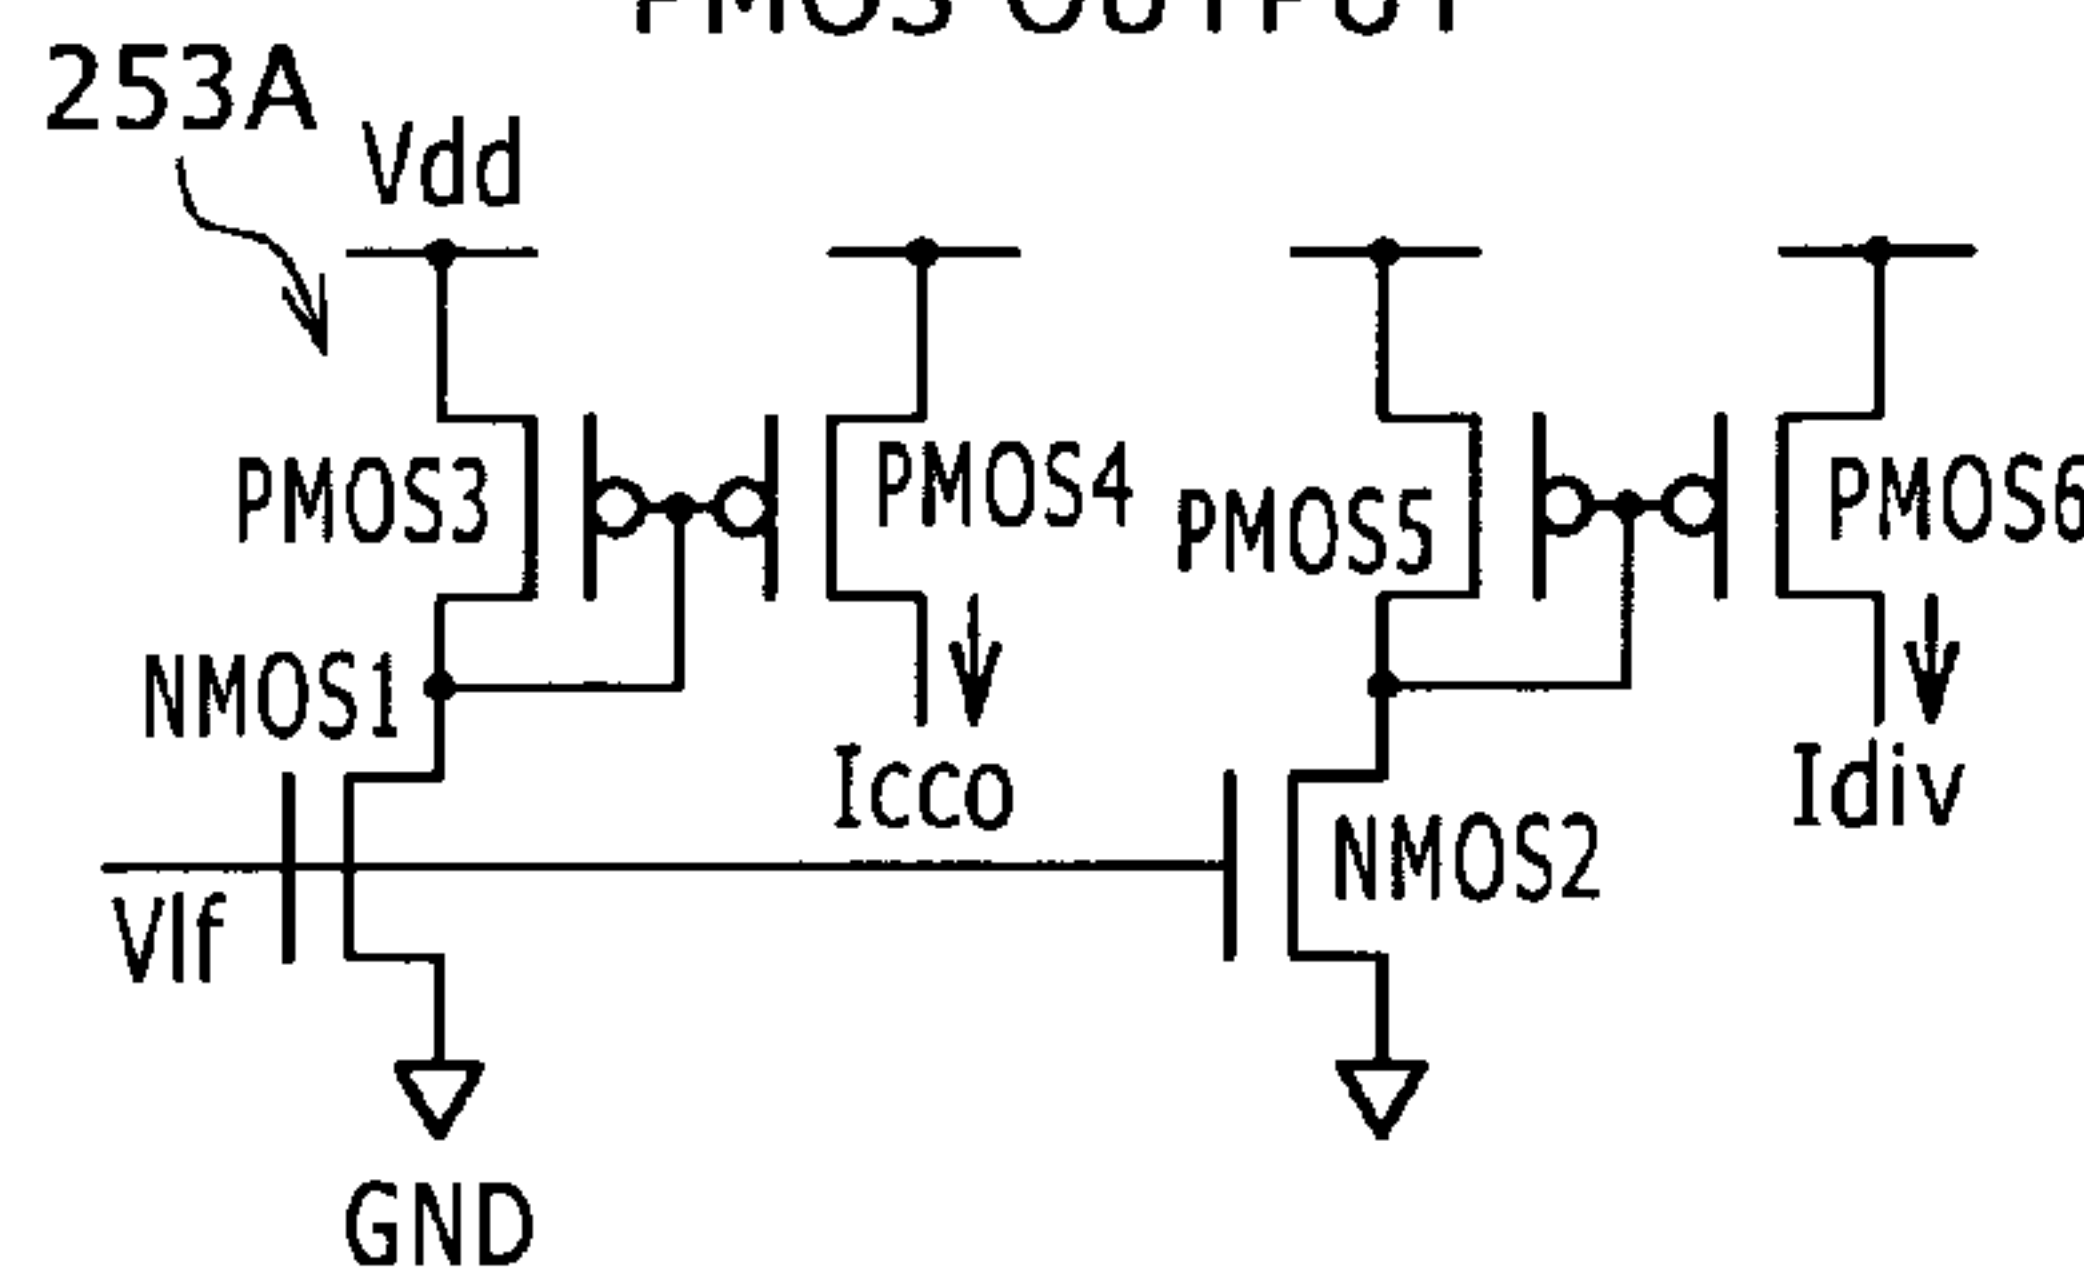 PMOS OUTPUT
253A
Vdd
PMOS3
PMOS4
PMOS5
PMOS6
NMOS1
Icco
Idiv
NMOS2
Vlf
GND